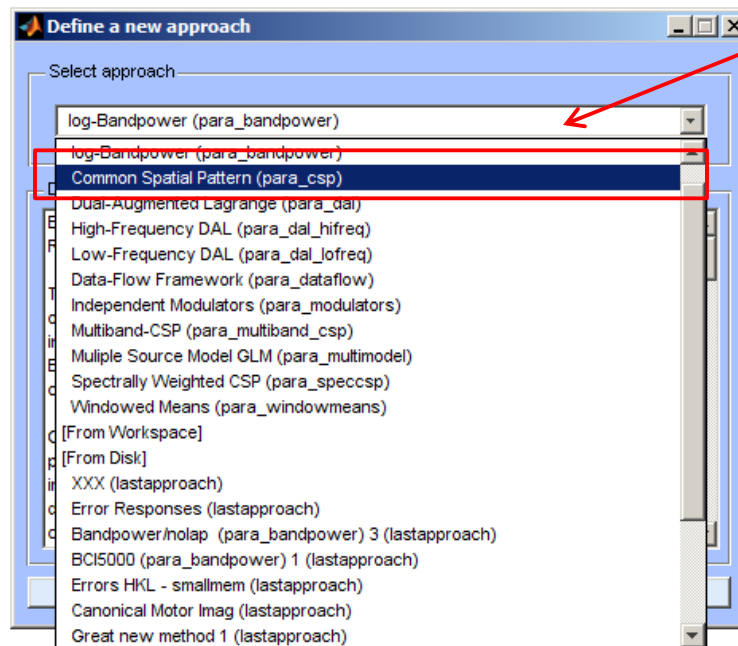 Define a new approach
Select approach
log-Bandpower (para_bandpower)
log-Bandpower (para_bandpower)
Common Spatial Pattern (para_csp)
Dual-Augmented Lagrange (para_dal)
High-Frequency DAL (para_dal_hifreq)
Low-Frequency DAL (para_dal_lofreq)
Data-Flow Framework (para_dataflow)
Independent Modulators (para_modulators)
Multiband-CSP (para_multiband_csp)
Muliple Source Model GLM (para_multimodel)
Spectrally Weighted CSP (para_speccsp)
Windowed Means (para_windowmeans)
[From Workspace]
[From Disk]
XXX (lastapproach)
Error Responses (lastapproach)
Bandpower/nolap (para_bandpower) 3 (lastapproach)
BCI5000 (para_bandpower) 1 (lastapproach)
Errors HKL - smallmem (lastapproach)
Canonical Motor Imag (lastapproach)
Great new method 1 (lastapproach)